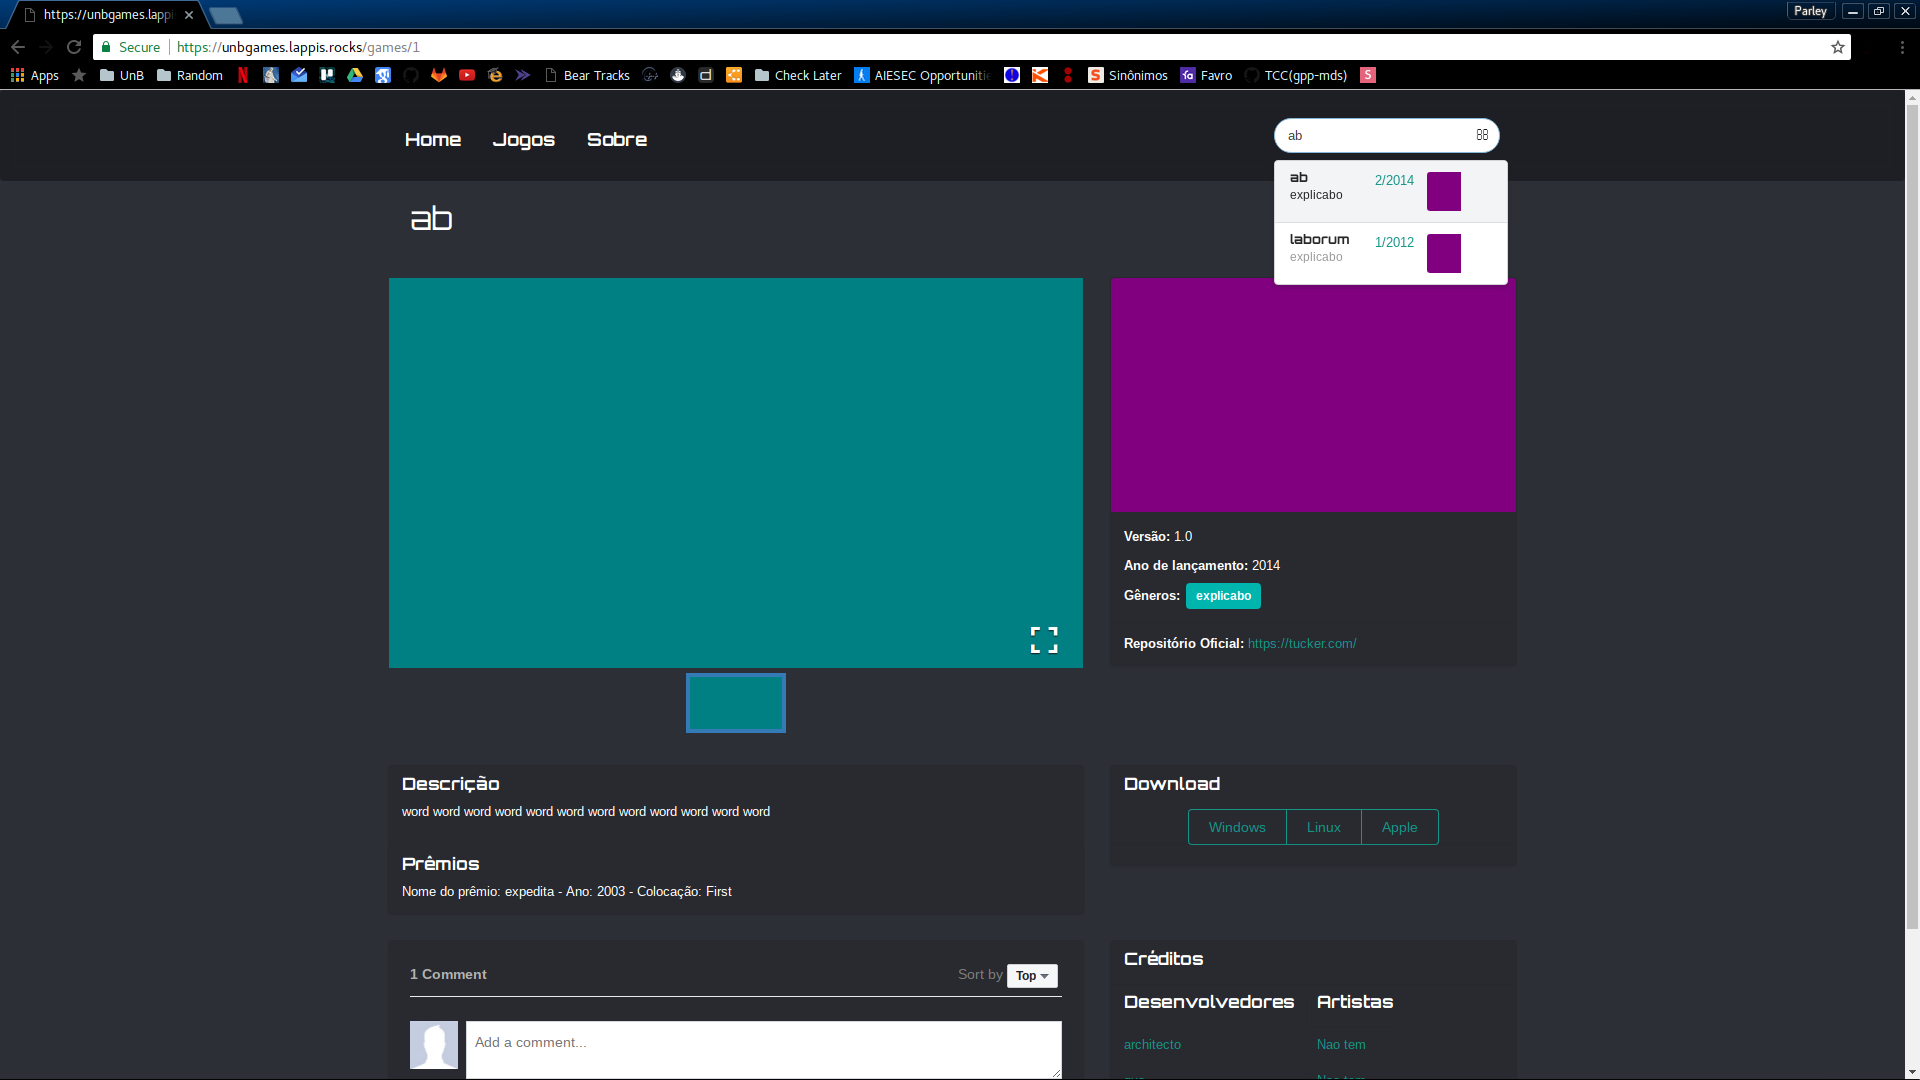 https://unbgames.lappi
Parley
Secure
https://unbgames.lappis.rocks/games/1
Apps
UnB
Random
Bear Tracks
Check Later
AIESEC Opportuniti
Sinônimos
Favro
TCC(gpp-mds)
Home
Jogos
Sobre
ab
ab
2/2014
explicabo
laborum
1/2012
explicabo
ab
Versão: 1.0
Ano de lançamento: 2014
Gêneros: explicabo
Repositório Oficial: https://tucker.com/
Descrição
word word word word word word word word word word word word
Prêmios
Nome do prêmio: expedita - Ano: 2003 - Colocação: First
Download
Windows
Linux
Apple
1 Comment
Sort by Top
Add a comment...
Créditos
Desenvolvedores
Artistas
architecto
Nao tem